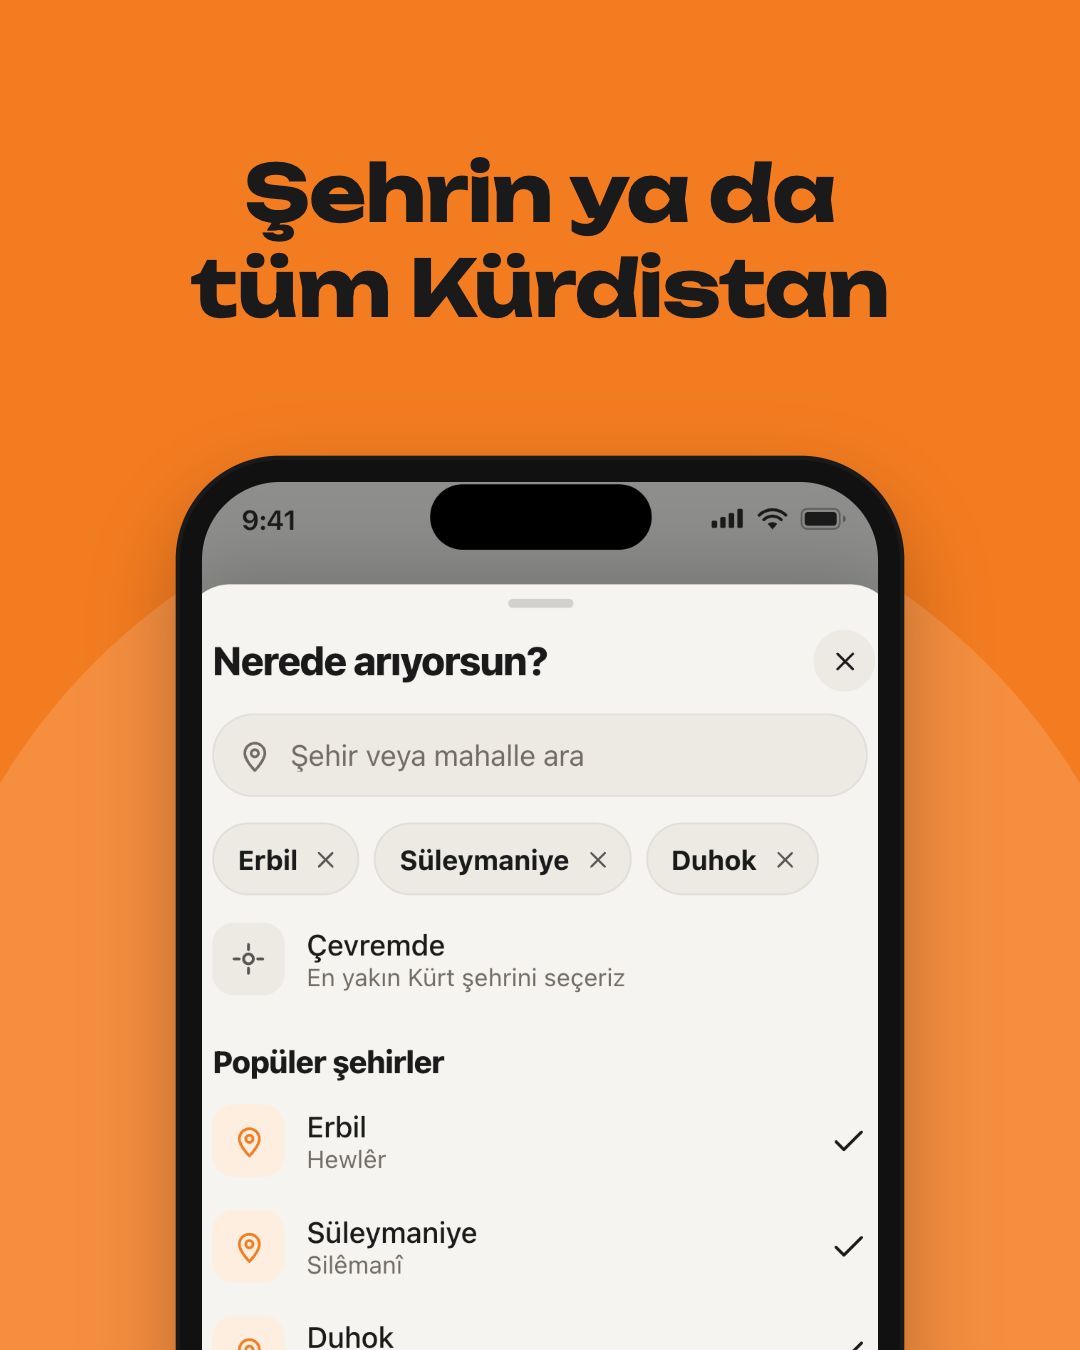 Şehrin ya da
tüm Kürdistan
9:41
Nerede arıyorsun?
Şehir veya mahalle ara
Erbil
Süleymaniye
Duhok
Çevremde
En yakın Kürt şehrini seçeriz
Popüler şehirler
Erbil
Hewlêr
Süleymaniye
Silêmanî
Duhok